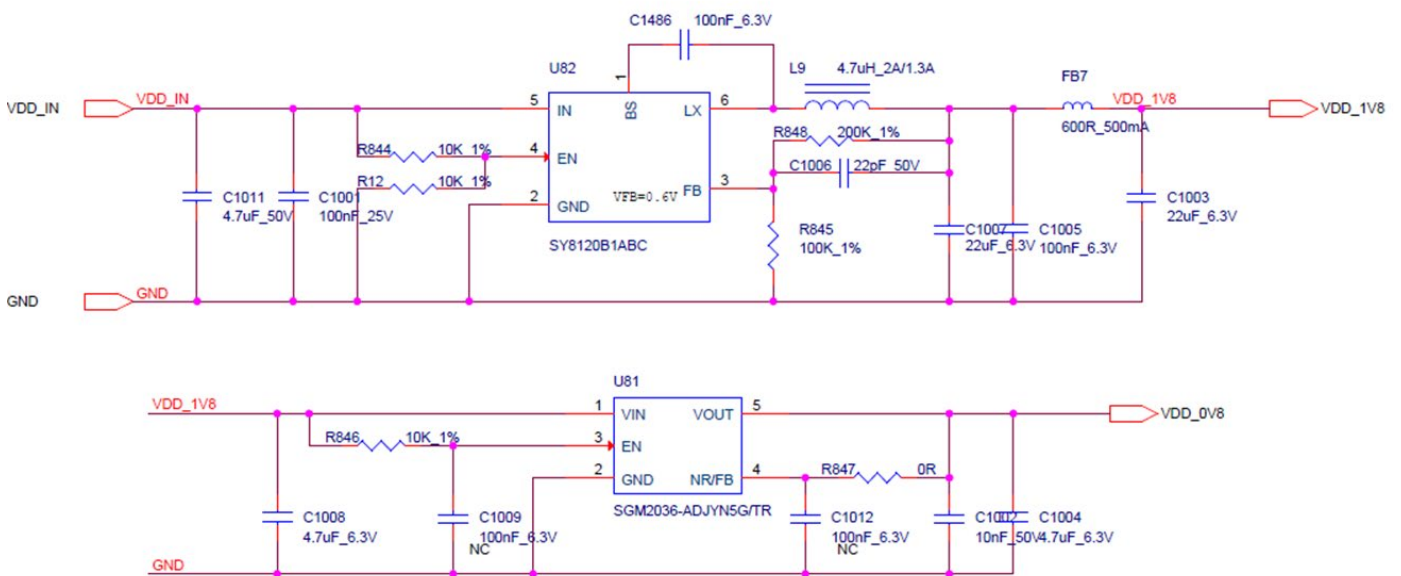 C1486 100nF_6.3V
U82
L9 4.7uH_2A/1.3A
FB7
VDD_IN
VDD_IN
5 IN
1 BS
LX 6
VDD_1V8
VDD_1V8
600R_500mA
R844 10K_1%
4 EN
R848 200K_1%
C1006 22pF_50V
R12 10K_1%
2 GND
VFB=0.6V
FB 3
C1011
4.7uF_50V
C1001
100nF_25V
SY8120B1ABC
R845
100K_1%
C1007
22uF_6.3V
C1005
100nF_6.3V
C1003
22uF_6.3V
GND
GND
U81
VDD_1V8
1 VIN
VOUT 5
VDD_0V8
R846 10K_1%
3 EN
2 GND
NR/FB 4
R847 0R
SGM2036-ADJYN5G/TR
C1008
4.7uF_6.3V
C1009
100nF_6.3V
NC
C1012
100nF_6.3V
NC
C1002
10nF_50V
C1004
4.7uF_6.3V
GND